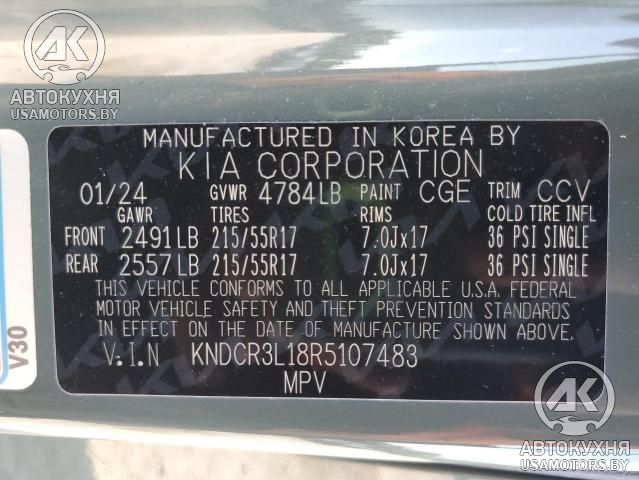 AK
АВТОКУХНЯ
USAMOTORS.BY
MANUFACTURED IN KOREA BY
KIA CORPORATION
01/24 GVWR 4784LB PAINT CGE TRIM CCV
GAWR TIRES RIMS COLD TIRE INFL
FRONT 2491LB 215/55R17 7.0Jx17 36 PSI SINGLE
REAR 2557LB 215/55R17 7.0Jx17 36 PSI SINGLE
THIS VEHICLE CONFORMS TO ALL APPLICABLE U.S.A. FEDERAL
MOTOR VEHICLE SAFETY AND THEFT PREVENTION STANDARDS
IN EFFECT ON THE DATE OF MANUFACTURE SHOWN ABOVE.
V.I.N KNDCR3L18R5107483
MPV
V30
AK
АВТОКУХНЯ
USAMOTORS.BY